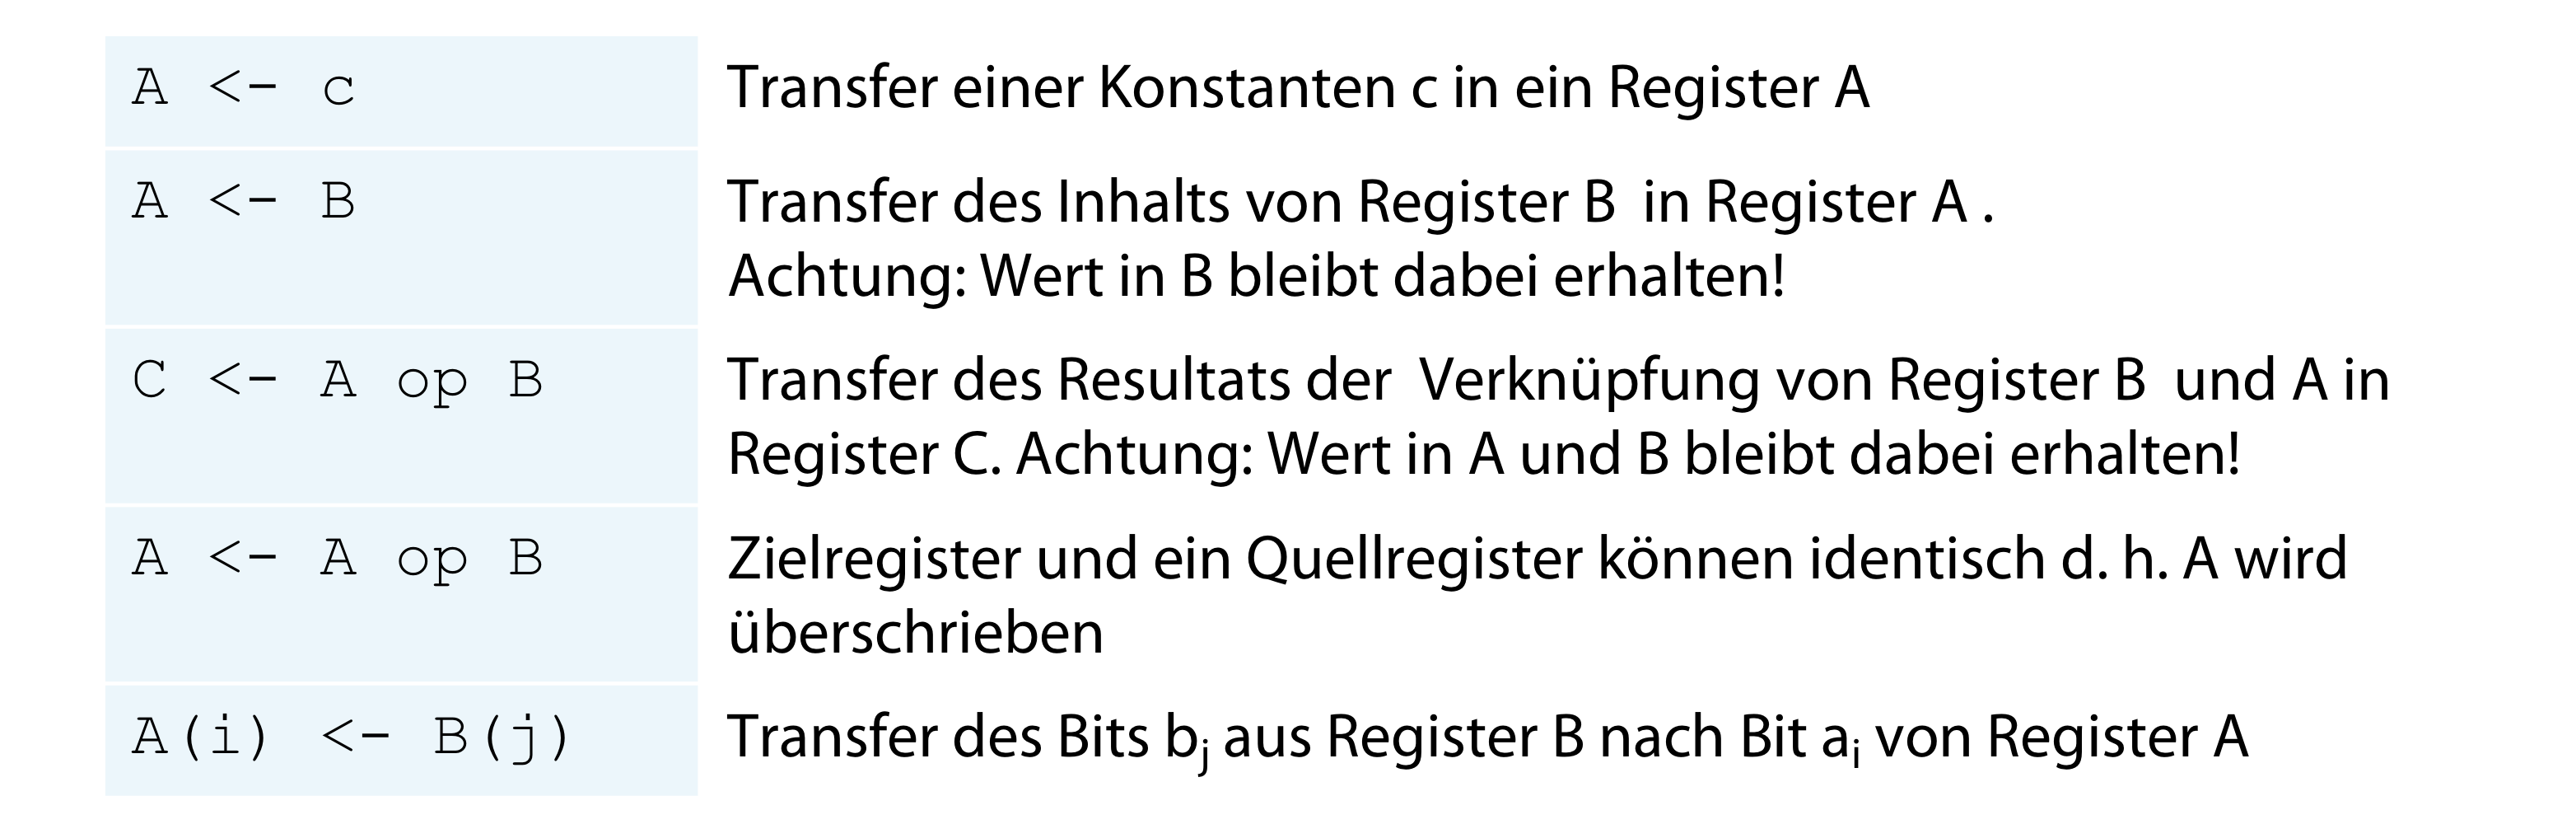 A <- c Transfer einer Konstanten c in ein Register A
A <- B Transfer des Inhalts von Register B  in Register A .
Achtung: Wert in B bleibt dabei erhalten!
C <- A op B Transfer des Resultats der  Verknüpfung von Register B  und A in
Register C. Achtung: Wert in A und B bleibt dabei erhalten!
A <- A op B Zielregister und ein Quellregister können identisch d. h. A wird
überschrieben
A(i) <- B(j) Transfer des Bits bj aus Register B nach Bit ai von Register A